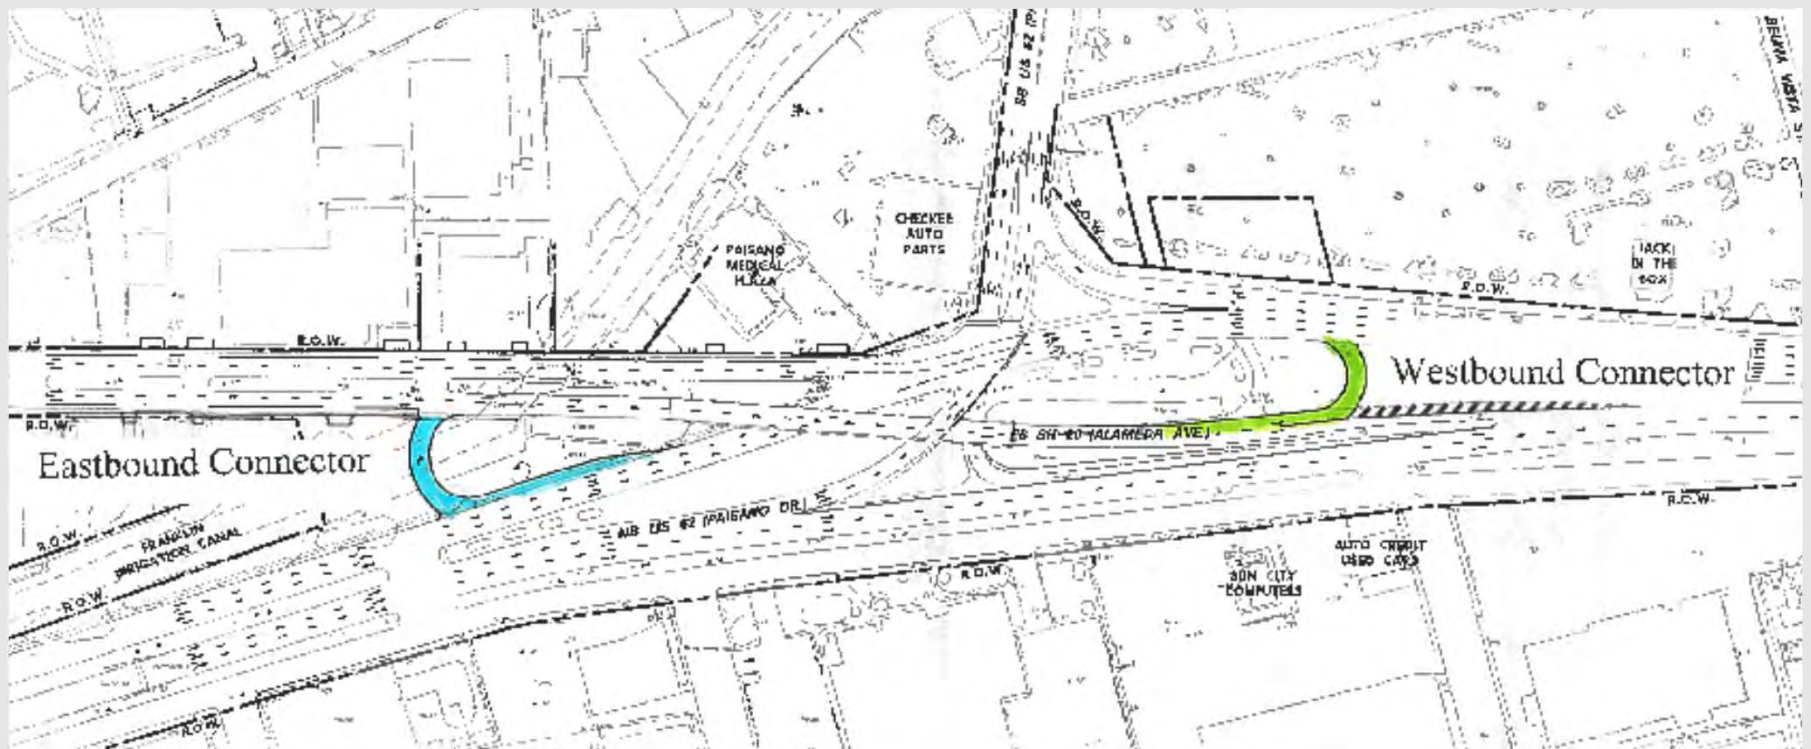 SB US 62 (P
BUENA VISTA S
CHECKER
AUTO
PARTS
R.O.W.
PAISANO
MEDICAL
PLAZA
JACK
IN THE
BOX
R.O.W.
R.O.W.
Westbound Connector
R.O.W.
EB SH-20 (ALAMEDA AVE.)
Eastbound Connector
R.O.W.
NB US 62 (PAISANO DR.)
R.O.W.
FRANKLIN
IRRIGATION CANAL
AUTO CREDIT
USED CARS
R.O.W.
SUN CITY
COMPUTERS
R.O.W.
R.O.W.